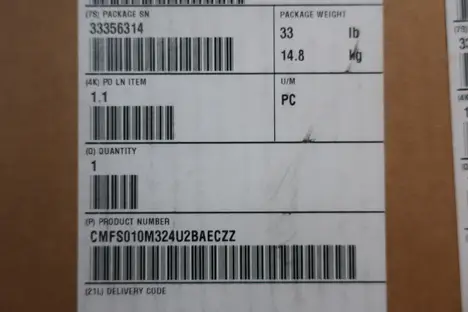 (7S) PACKAGE SN
33356314
PACKAGE WEIGHT
33 lb
14.8 kg
(4K) PO LN ITEM
1.1
U/M
PC
(Q) QUANTITY
1
(P) PRODUCT NUMBER
CMFS010M324U2BAECZZ
(21L) DELIVERY CODE